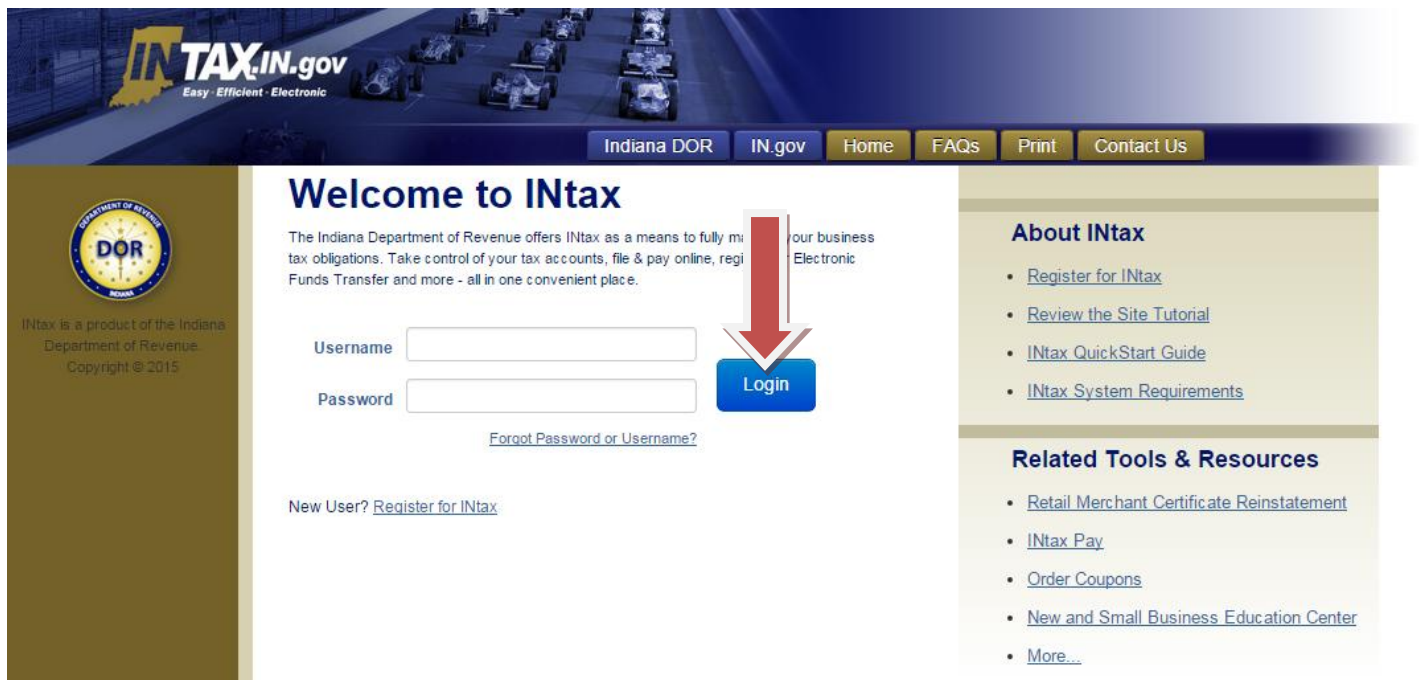 INTAX.IN.gov
Easy · Efficient · Electronic
Indiana DOR IN.gov Home FAQs Print Contact Us
DEPARTMENT OF REVENUE
DOR
INDIANA
INtax is a product of the Indiana
Department of Revenue.
Copyright © 2015
Welcome to INtax
The Indiana Department of Revenue offers INtax as a means to fully your business
tax obligations. Take control of your tax accounts, file & pay online, Electronic
Funds Transfer and more - all in one convenient place.
Username
Password
Login
Forgot Password or Username?
New User? Register for INtax
About INtax
• Register for INtax
• Review the Site Tutorial
• INtax QuickStart Guide
• INtax System Requirements
Related Tools & Resources
• Retail Merchant Certificate Reinstatement
• INtax Pay
• Order Coupons
• New and Small Business Education Center
• More...